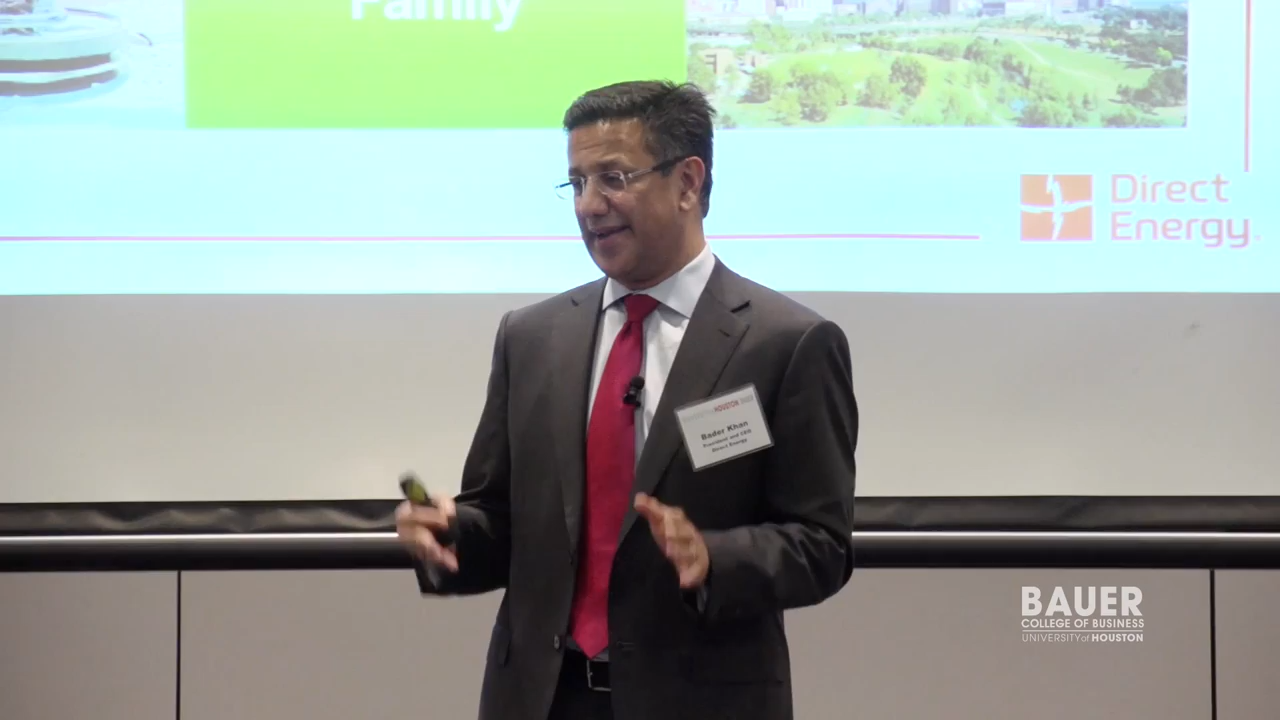 Family
Direct
Energy
HOUSTON
Bader Khan
President and CEO
Direct Energy
BAUER
COLLEGE OF BUSINESS
UNIVERSITY of HOUSTON